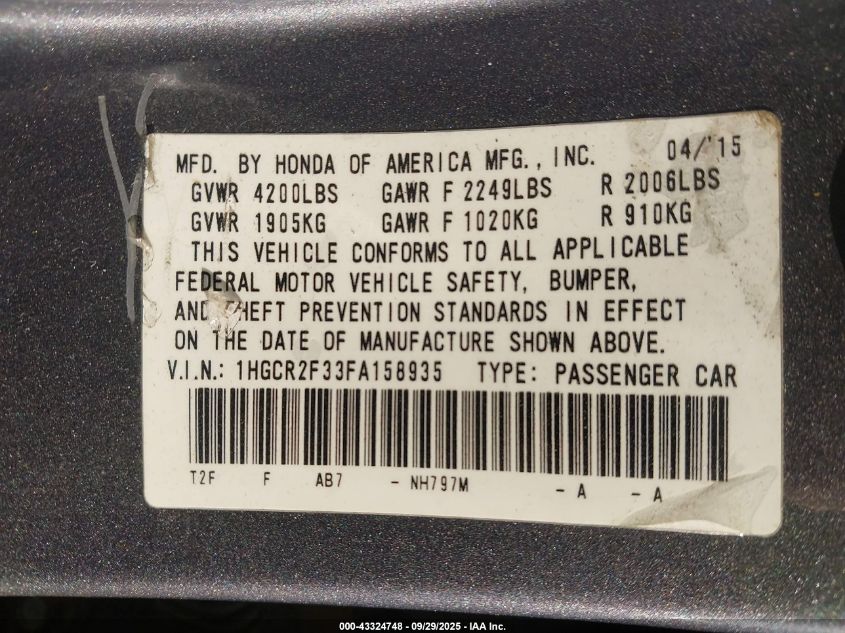 MFD. BY HONDA OF AMERICA MFG., INC. 04/'15
GVWR 4200LBS GAWR F 2249LBS R 2006LBS
GVWR 1905KG GAWR F 1020KG R 910KG
THIS VEHICLE CONFORMS TO ALL APPLICABLE
FEDERAL MOTOR VEHICLE SAFETY, BUMPER,
AND THEFT PREVENTION STANDARDS IN EFFECT
ON THE DATE OF MANUFACTURE SHOWN ABOVE.
V.I.N.: 1HGCR2F33FA158935 TYPE: PASSENGER CAR
T2F F AB7 - NH797M - A - A
000-43324748 - 09/29/2025 - IAA Inc.